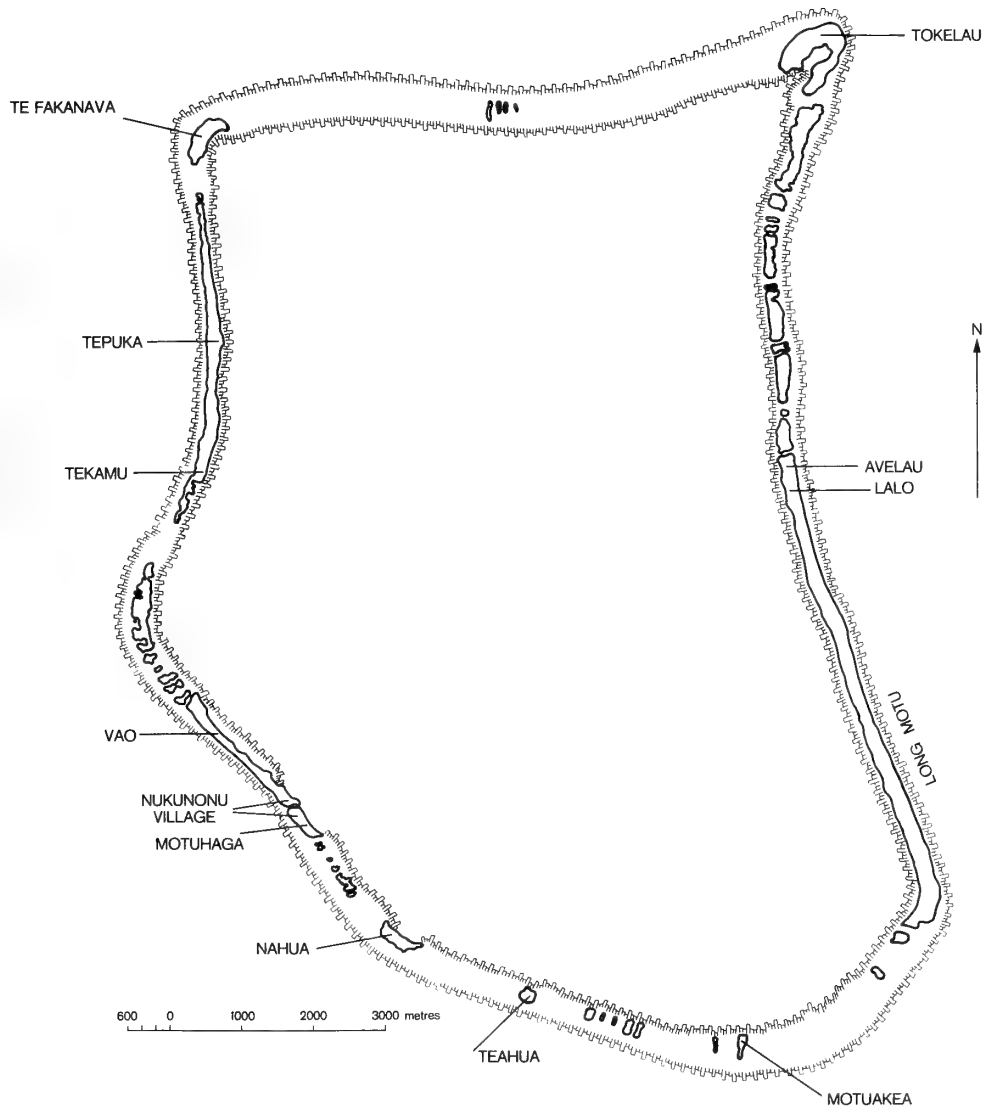 TOKELAU
TE FAKANAVA
N
TEPUKA
TEKAMU
AVELAU
LALO
LONG MOTU
VAO
NUKUNONU
VILLAGE
MOTUHAGA
NAHUA
600 0 1000 2000 3000 metres
TEAHUA
MOTUAKEA